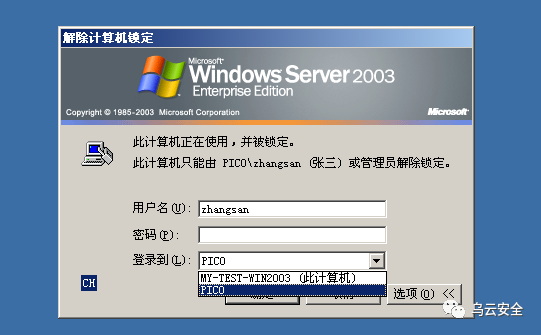 解除计算机锁定
Microsoft
Windows Server 2003
Enterprise Edition
Copyright © 1985-2003 Microsoft Corporation
Microsoft
此计算机正在使用，并被锁定。
此计算机只能由 PICO\zhangsan (张三) 或管理员解除锁定。
用户名(U): zhangsan
密码(P):
登录到(L): PICO
MY-TEST-WIN2003 (此计算机)
PICO
CH
选项(O) <<
乌云安全